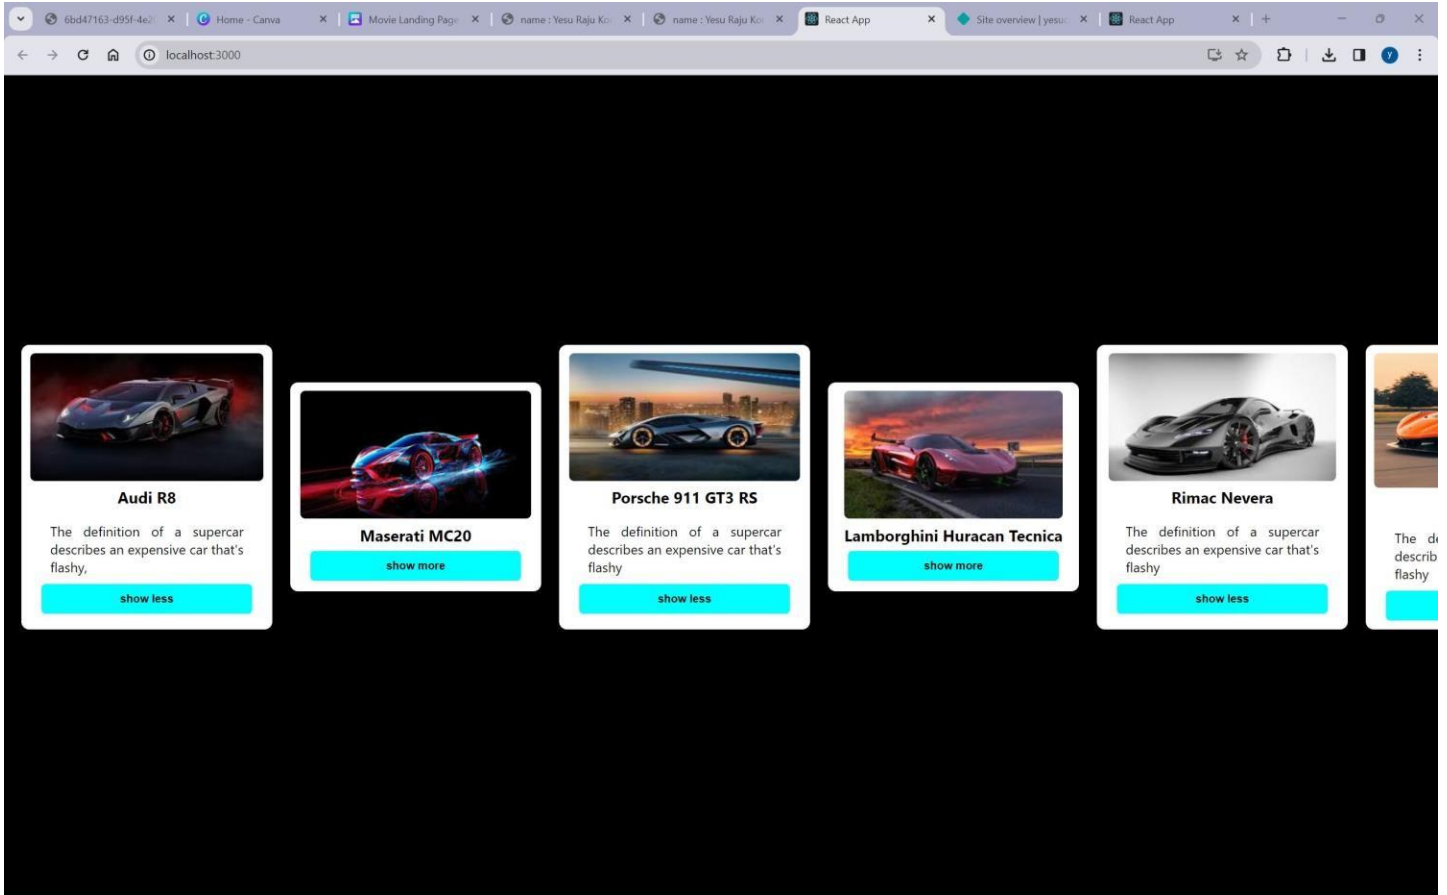 6bd47163-d95f-4e2
Home - Canva
Movie Landing Page
name : Yesu Raju Ko
name : Yesu Raju Ko
React App
Site overview | yesu
React App
localhost:3000
y
Audi R8
The definition of a supercar
describes an expensive car that's
flashy,
show less
Maserati MC20
show more
Porsche 911 GT3 RS
The definition of a supercar
describes an expensive car that's
flashy
show less
Lamborghini Huracan Tecnica
show more
Rimac Nevera
The definition of a supercar
describes an expensive car that's
flashy
show less
The de
describ
flashy